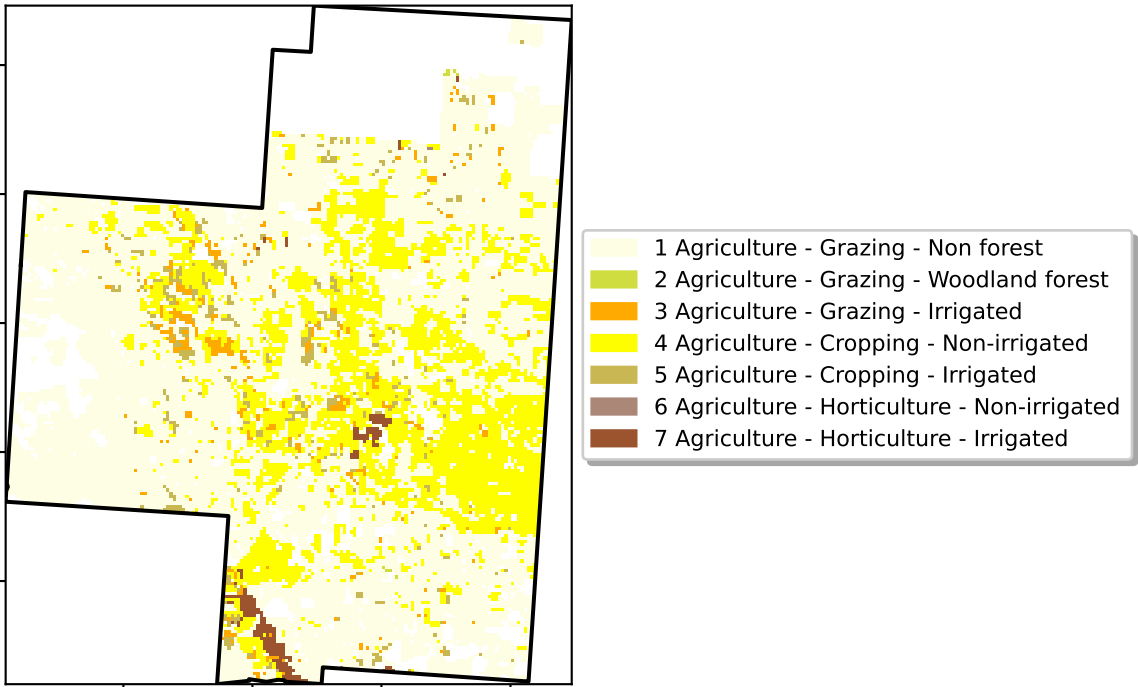 1 Agriculture - Grazing - Non forest
2 Agriculture - Grazing - Woodland forest
3 Agriculture - Grazing - Irrigated
4 Agriculture - Cropping - Non-irrigated
5 Agriculture - Cropping - Irrigated
6 Agriculture - Horticulture - Non-irrigated
7 Agriculture - Horticulture - Irrigated